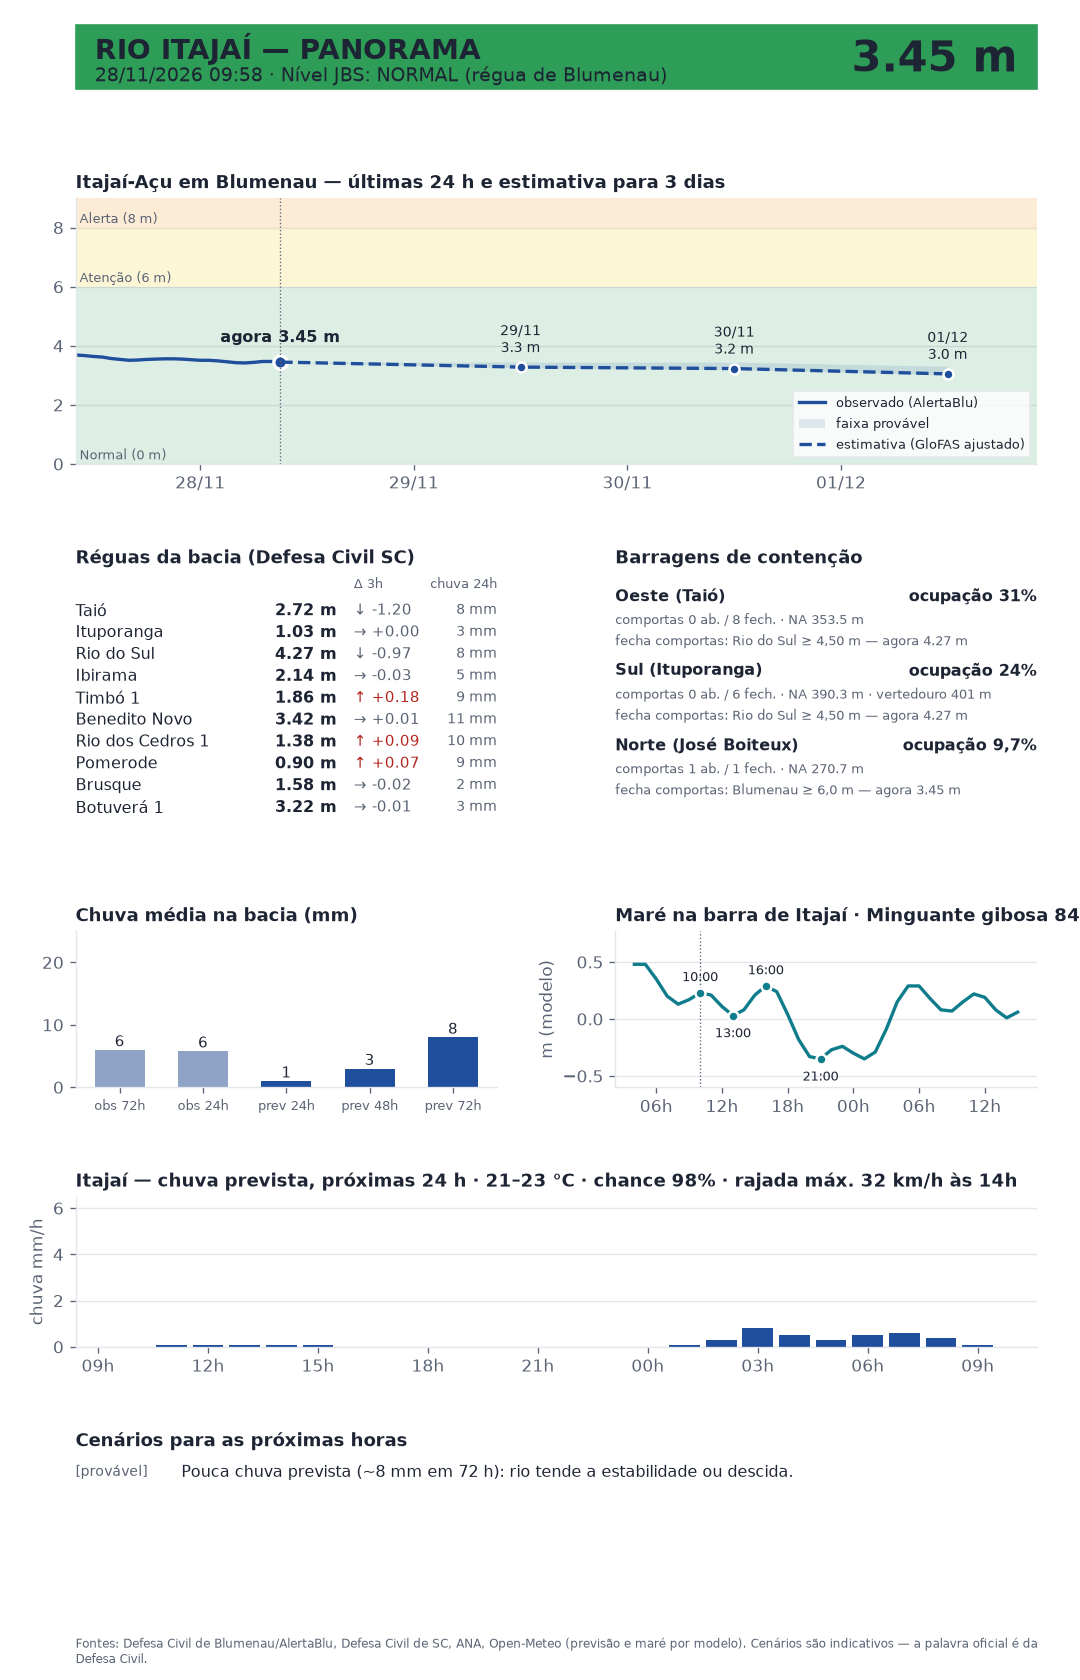 RIO ITAJAÍ — PANORAMA
28/11/2026 09:58 · Nível JBS: NORMAL (régua de Blumenau)
3.45 m
Itajaí-Açu em Blumenau — últimas 24 h e estimativa para 3 dias
8
6
4
2
0
Alerta (8 m)
Atenção (6 m)
Normal (0 m)
agora 3.45 m
29/11
3.3 m
30/11
3.2 m
01/12
3.0 m
observado (AlertaBlu)
faixa provável
estimativa (GloFAS ajustado)
28/11 29/11 30/11 01/12
Réguas da bacia (Defesa Civil SC)
Δ 3h chuva 24h
Taió 2.72 m ↓ -1.20 8 mm
Ituporanga 1.03 m → +0.00 3 mm
Rio do Sul 4.27 m ↓ -0.97 8 mm
Ibirama 2.14 m → -0.03 5 mm
Timbó 1 1.86 m ↑ +0.18 9 mm
Benedito Novo 3.42 m → +0.01 11 mm
Rio dos Cedros 1 1.38 m ↑ +0.09 10 mm
Pomerode 0.90 m ↑ +0.07 9 mm
Brusque 1.58 m → -0.02 2 mm
Botuverá 1 3.22 m → -0.01 3 mm
Barragens de contenção
Oeste (Taió) ocupação 31%
comportas 0 ab. / 8 fech. · NA 353.5 m
fecha comportas: Rio do Sul ≥ 4,50 m — agora 4.27 m
Sul (Ituporanga) ocupação 24%
comportas 0 ab. / 6 fech. · NA 390.3 m · vertedouro 401 m
fecha comportas: Rio do Sul ≥ 4,50 m — agora 4.27 m
Norte (José Boiteux) ocupação 9,7%
comportas 1 ab. / 1 fech. · NA 270.7 m
fecha comportas: Blumenau ≥ 6,0 m — agora 3.45 m
Chuva média na bacia (mm)
20
10
0
6 6 1 3 8
obs 72h obs 24h prev 24h prev 48h prev 72h
Maré na barra de Itajaí · Minguante gibosa 84
m (modelo)
0.5
0.0
−0.5
10:00
16:00
13:00
21:00
06h 12h 18h 00h 06h 12h
Itajaí — chuva prevista, próximas 24 h · 21–23 °C · chance 98% · rajada máx. 32 km/h às 14h
chuva mm/h
6
4
2
0
09h 12h 15h 18h 21h 00h 03h 06h 09h
Cenários para as próximas horas
[provável] Pouca chuva prevista (~8 mm em 72 h): rio tende a estabilidade ou descida.
Fontes: Defesa Civil de Blumenau/AlertaBlu, Defesa Civil de SC, ANA, Open-Meteo (previsão e maré por modelo). Cenários são indicativos — a palavra oficial é da
Defesa Civil.